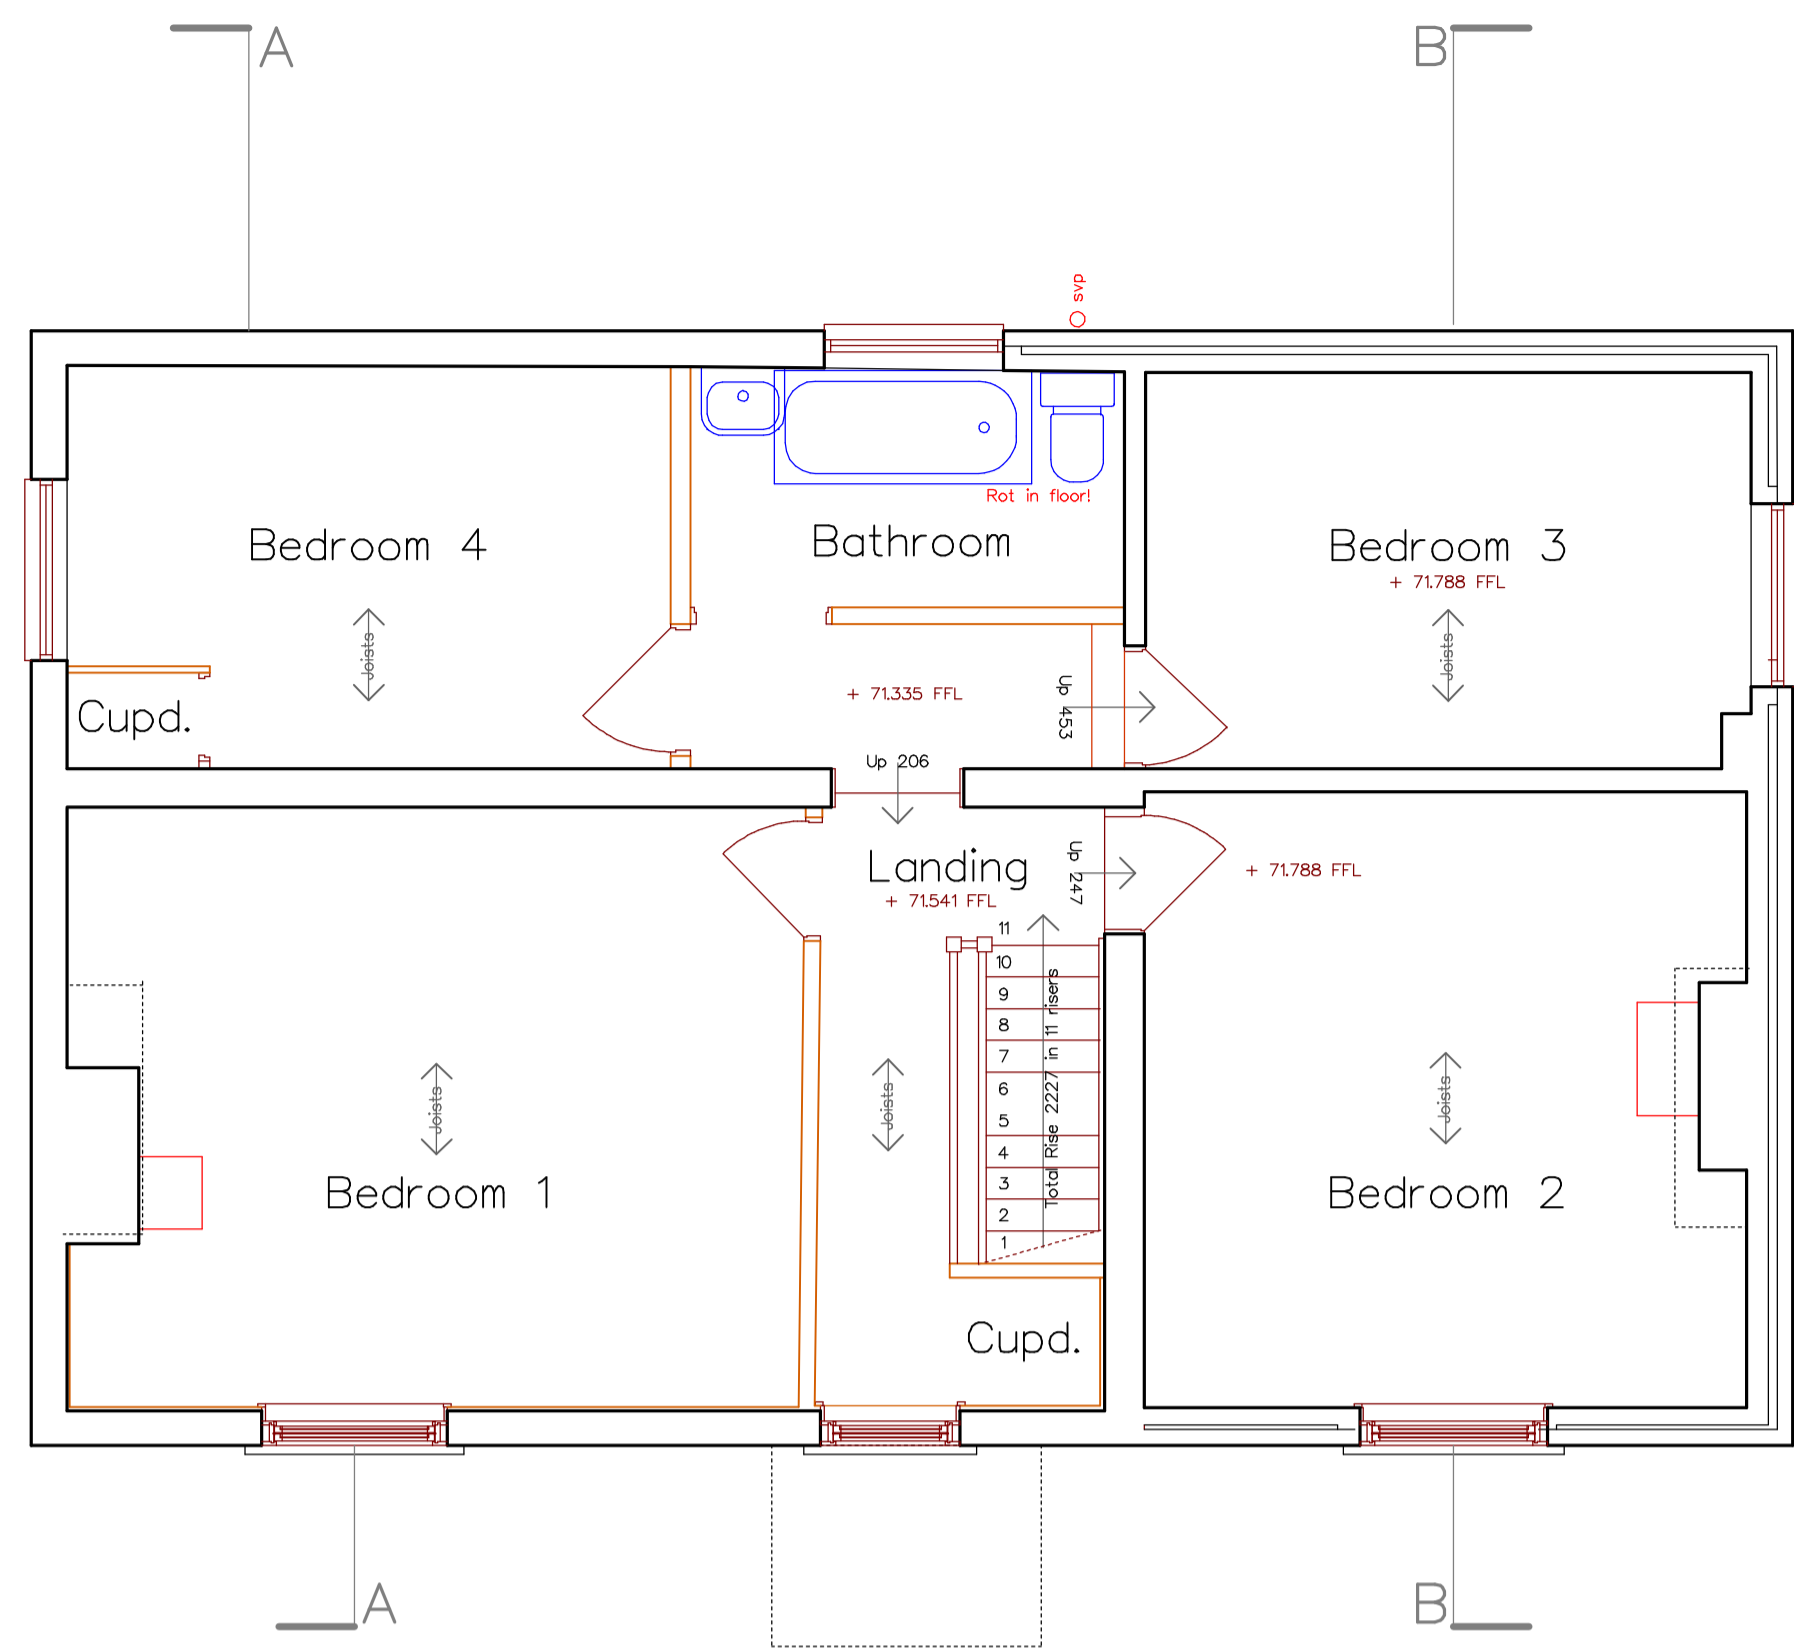 A
B
svp
Rot in floor!
Bedroom 4
Bathroom
Bedroom 3
+ 71.788 FFL
Joists
Joists
Cupd.
+ 71.335 FFL
Up 453
Up 206
Landing
+ 71.541 FFL
Up 247
+ 71.788 FFL
11
10
9
8
7
6
5
4
3
2
1
Total Rise 2227 in 11 risers
Joists
Joists
Joists
Bedroom 1
Bedroom 2
Cupd.
A
B